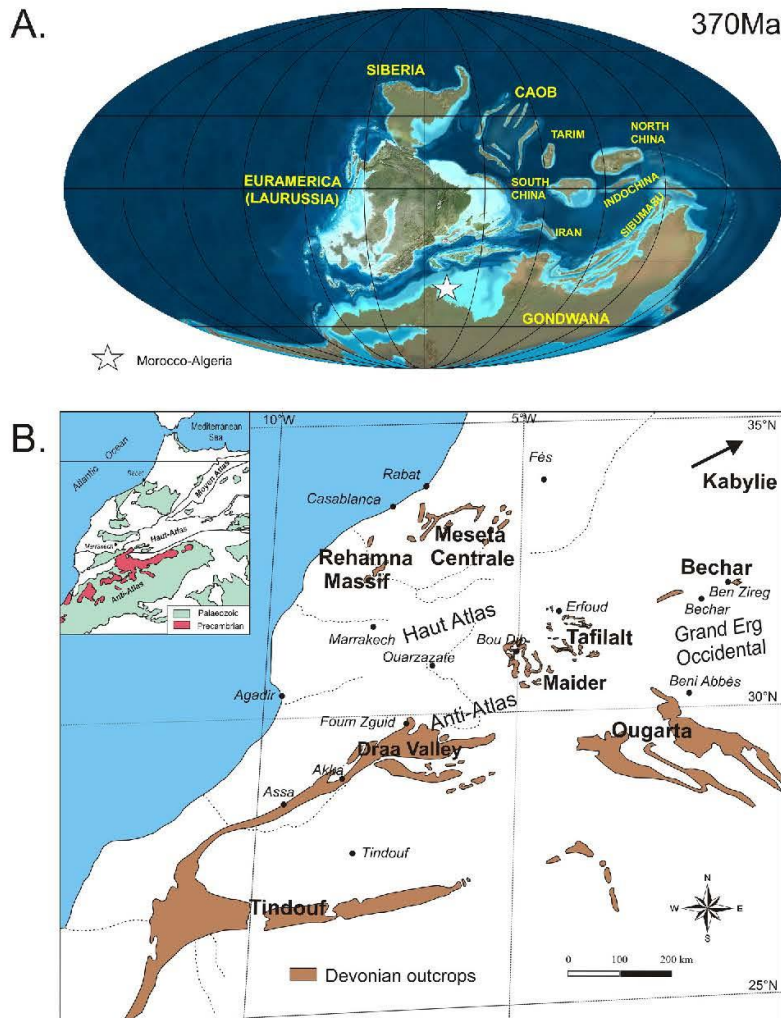 A.
370Ma
SIBERIA
CAOB
TARIM
NORTH
CHINA
EURAMERICA
(LAURUSSIA)
SOUTH
CHINA
INDOCHINA
SIBUMASU
IRAN
GONDWANA
Morocco-Algeria
B.
10°W
5°W
35°N
Mediterranean
Sea
Atlantic Ocean
Rabat
Moyen Atlas
Marrakech
Haut-Atlas
Anti-Atlas
Palaeozoic
Precambrian
Fès
Kabylie
Rabat
Casablanca
Meseta
Centrale
Rehamna
Massif
Bechar
Ben Zireg
Bechar
Erfoud
Haut Atlas
Marrakech
Tafilalt
Grand Erg
Occidental
Ouarzazate
Maider
Beni Abbès
Agadir
30°N
Foum Zguid
Anti-Atlas
Ougarta
Draa Valley
Akka
Assa
Tindouf
Tindouf
N
W E
S
0 100 200 km
Devonian outcrops
25°N